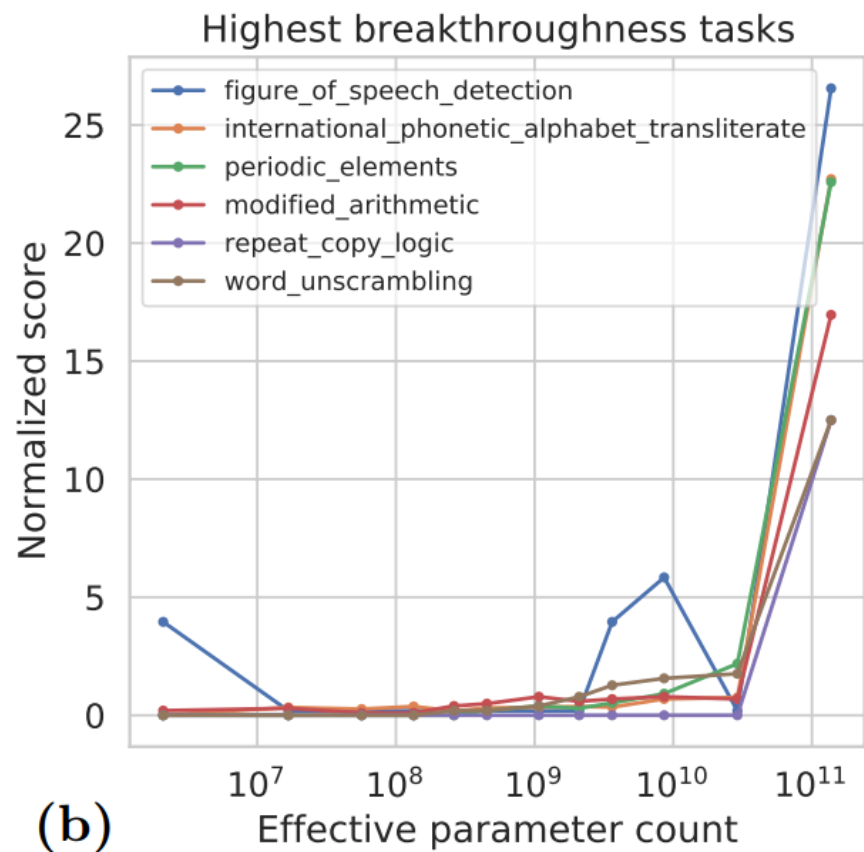 Highest breakthroughness tasks
figure_of_speech_detection
international_phonetic_alphabet_transliterate
periodic_elements
modified_arithmetic
repeat_copy_logic
word_unscrambling
Normalized score
25
20
15
10
5
0
10⁷ 10⁸ 10⁹ 10¹⁰ 10¹¹
(b) Effective parameter count